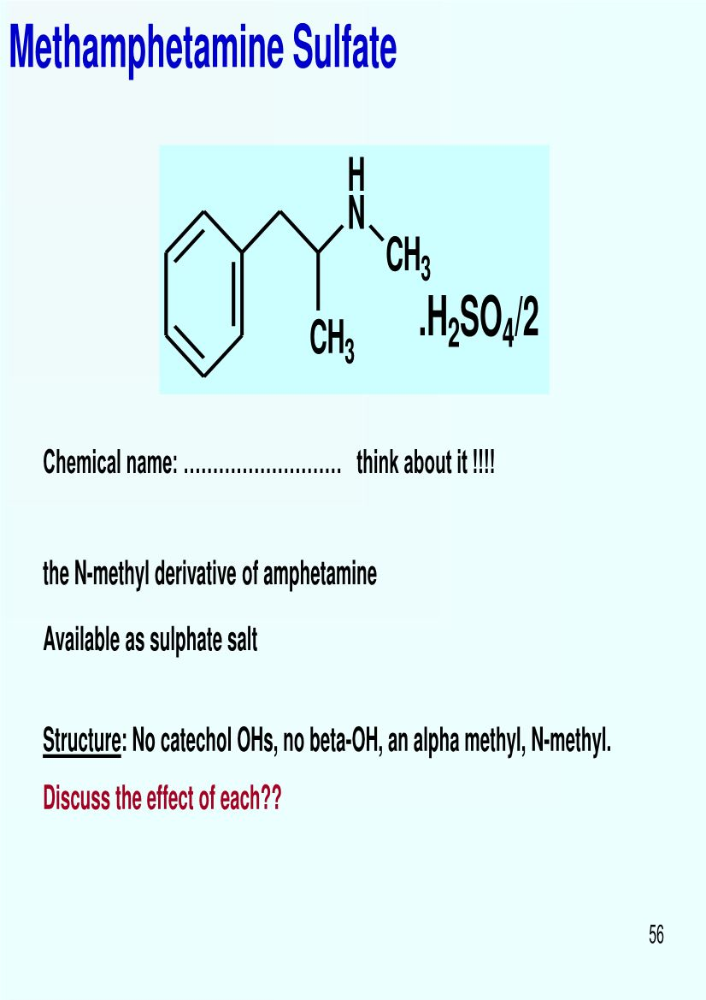 Methamphetamine Sulfate
H
N
CH3
CH3
.H2SO4/2
Chemical name: ........................... think about it !!!!
the N-methyl derivative of amphetamine
Available as sulphate salt
Structure: No catechol OHs, no beta-OH, an alpha methyl, N-methyl.
Discuss the effect of each??
56